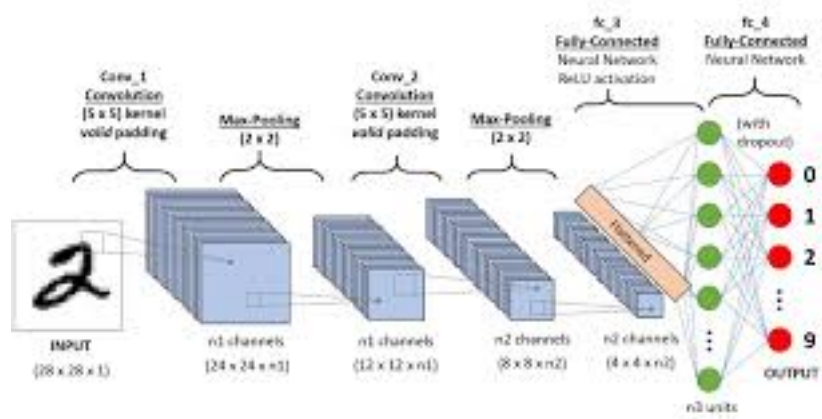 fc_3
Fully-Connected
Neural Network
ReLU activation
fc_4
Fully-Connected
Neural Network
Conv_1
Convolution
(5 x 5) kernel
valid padding
Max-Pooling
(2 x 2)
Conv_2
Convolution
(5 x 5) kernel
valid padding
Max-Pooling
(2 x 2)
(with
dropout)
Flattened
0
1
2
9
INPUT
(28 x 28 x 1)
n1 channels
(24 x 24 x n1)
n1 channels
(12 x 12 x n1)
n2 channels
(8 x 8 x n2)
n2 channels
(4 x 4 x n2)
OUTPUT
n3 units
2